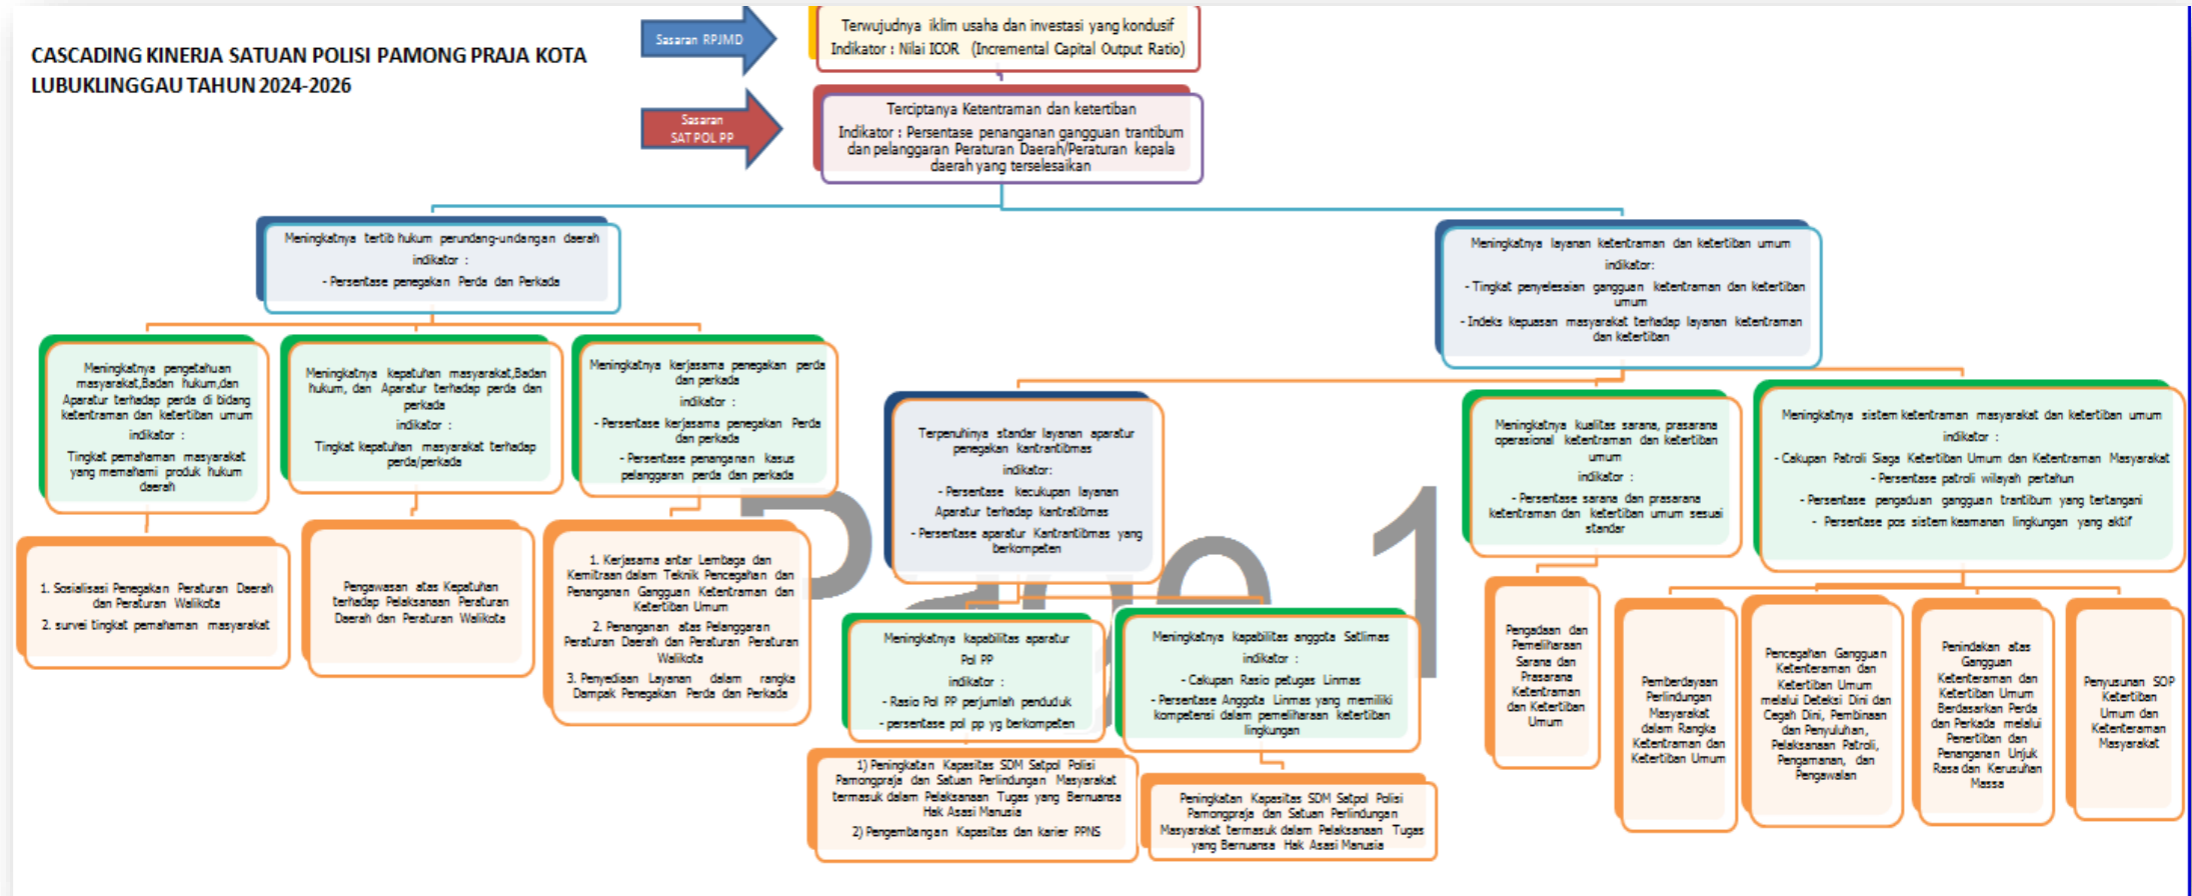 CASCADING KINERJA SATUAN POLISI PAMONG PRAJA KOTA
LUBUKLINGGAU TAHUN 2024-2026
Sasaran RPJMD
Terwujudnya iklim usaha dan investasi yang kondusif
Indikator : Nilai ICOR (Incremental Capital Output Ratio)
Sasaran
SAT POL PP
Terciptanya Ketentraman dan ketertiban
Indikator : Persentase penanganan gangguan trantibum
dan pelanggaran Peraturan Daerah/Peraturan kepala
daerah yang terselesaikan
Meningkatnya tertib hukum perundang-undangan daerah
indikator :
- Persentase penegakan Perda dan Perkada
Meningkatnya layanan ketentraman dan ketertiban umum
indikator:
- Tingkat penyelesaian gangguan ketentraman dan ketertiban
umum
- Indeks kepuasan masyarakat terhadap layanan ketentraman
dan ketertiban
Meningkatnya pengetahuan
masyarakat,Badan hukum,dan
Aparatur terhadap perda di bidang
ketentraman dan ketertiban umum
indikator :
Tingkat pemahaman masyarakat
yang memahami produk hukum
daerah
Meningkatnya kepatuhan masyarakat,Badan
hukum, dan Aparatur terhadap perda dan
perkada
indikator :
Tingkat kepatuhan masyarakat terhadap
perda/perkada
Meningkatnya kerjasama penegakan perda
dan perkada
indikator :
- Persentase kerjasama penegakan Perda
dan perkada
- Persentase penanganan kasus
pelanggaran perda dan perkada
Terpenuhinya standar layanan aparatur
penegakan kantrantibmas
indikator:
- Persentase kecukupan layanan
Aparatur terhadap kantratibmas
- Persentase aparatur Kantrantibmas yang
berkompeten
Meningkatnya kualitas sarana, prasarana
operasional ketentraman dan ketertiban
umum
indikator :
- Persentase sarana dan prasarana
ketentraman dan ketertiban umum sesuai
standar
Meningkatnya sistem ketentraman masyarakat dan ketertiban umum
indikator :
- Cakupan Patroli Siaga Ketertiban Umum dan Ketentraman Masyarakat
- Persentase patroli wilayah pertahun
- Persentase pengaduan gangguan trantibum yang tertangani
- Persentase pos sistem keamanan lingkungan yang aktif
1. Sosialisasi Penegakan Peraturan Daerah
dan Peraturan Walikota
2. survei tingkat pemahaman masyarakat
Pengawasan atas Kepatuhan
terhadap Pelaksanaan Peraturan
Daerah dan Peraturan Walikota
1. Kerjasama antar Lembaga dan
Kemitraan dalam Teknik Pencegahan dan
Penanganan Gangguan Ketentraman dan
Ketertiban Umum
2. Penanganan atas Pelanggaran
Peraturan Daerah dan Peraturan Peraturan
Walikota
3. Penyediaan Layanan dalam rangka
Dampak Penegakan Perda dan Perkada
Page 1
Meningkatnya kapabilitas aparatur
Pol PP
indikator :
- Rasio Pol PP perjumlah penduduk
- persentase pol pp yg berkompeten
Meningkatnya kapabilitas anggota Satlimas
indikator :
- Cakupan Rasio petugas Linmas
- Persentase Anggota Linmas yang memiliki
kompetensi dalam pemeliharaan ketertiban
lingkungan
1) Peningkatan Kapasitas SDM Satpol Polisi
Pamongpraja dan Satuan Perlindungan Masyarakat
termasuk dalam Pelaksanaan Tugas yang Bernuansa
Hak Asasi Manusia
2) Pengembangan Kapasitas dan karier PPNS
Peningkatan Kapasitas SDM Satpol Polisi
Pamongpraja dan Satuan Perlindungan
Masyarakat termasuk dalam Pelaksanaan Tugas
yang Bernuansa Hak Asasi Manusia
Pengadaan dan
Pemeliharaan
Sarana dan
Prasarana
Ketentraman
dan Ketertiban
Umum
Pemberdayaan
Perlindungan
Masyarakat
dalam Rangka
Ketentraman dan
Ketertiban Umum
Pencegahan Gangguan
Ketenteraman dan
Ketertiban Umum
melalui Deteksi Dini dan
Cegah Dini, Pembinaan
dan Penyuluhan,
Pelaksanaan Patroli,
Pengamanan, dan
Pengawalan
Penindakan atas
Gangguan
Ketenteraman dan
Ketertiban Umum
Berdasarkan Perda
dan Perkada melalui
Penertiban dan
Penanganan Unjuk
Rasa dan Kerusuhan
Massa
Penyusunan SOP
Ketertiban
Umum dan
Ketenteraman
Masyarakat